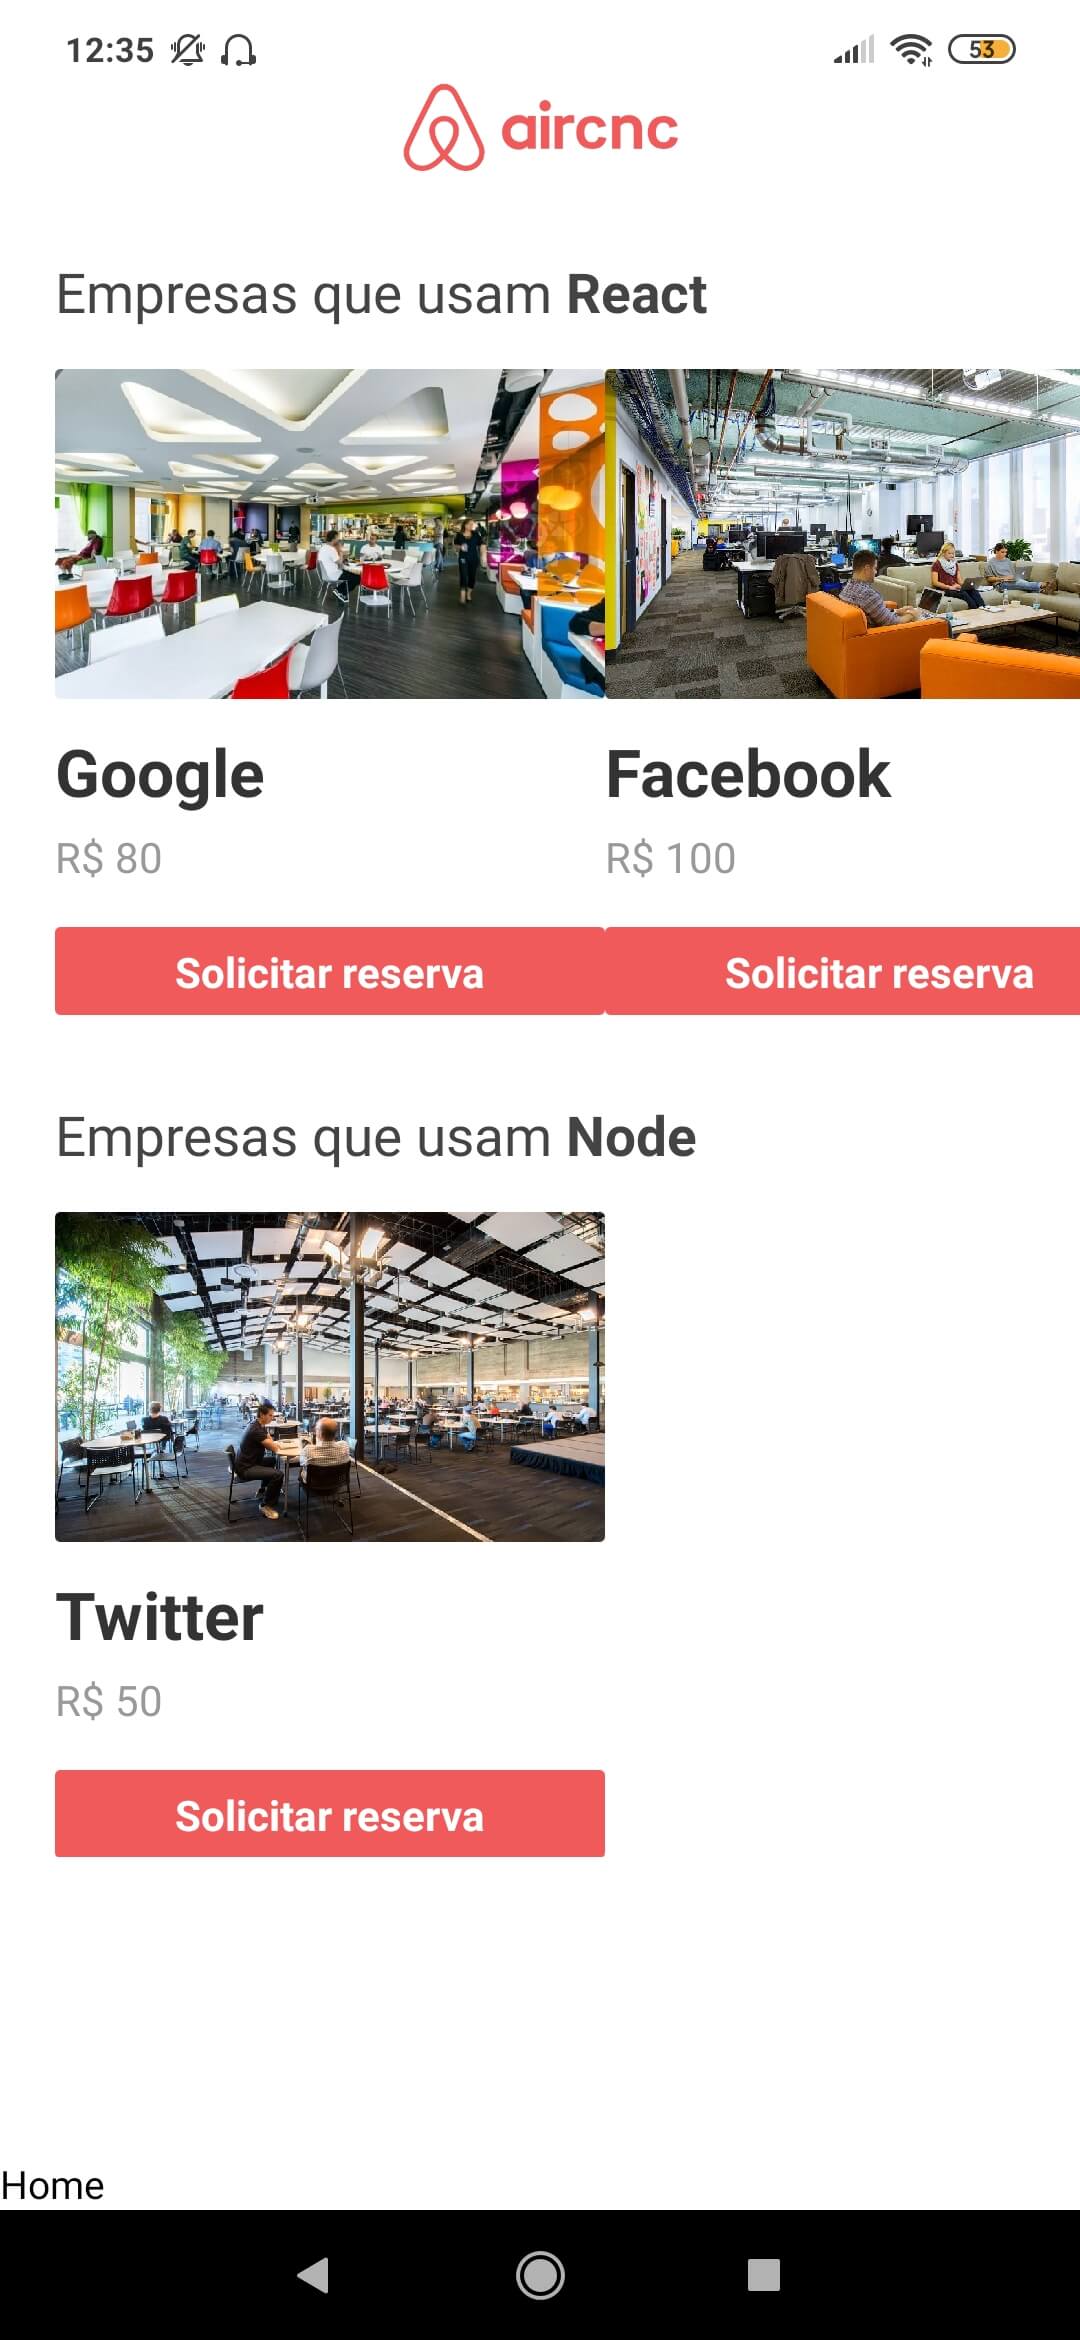 12:35
53
aircnc
Empresas que usam React
Google
Facebook
R$ 80
R$ 100
Solicitar reserva
Solicitar reserva
Empresas que usam Node
Twitter
R$ 50
Solicitar reserva
Home